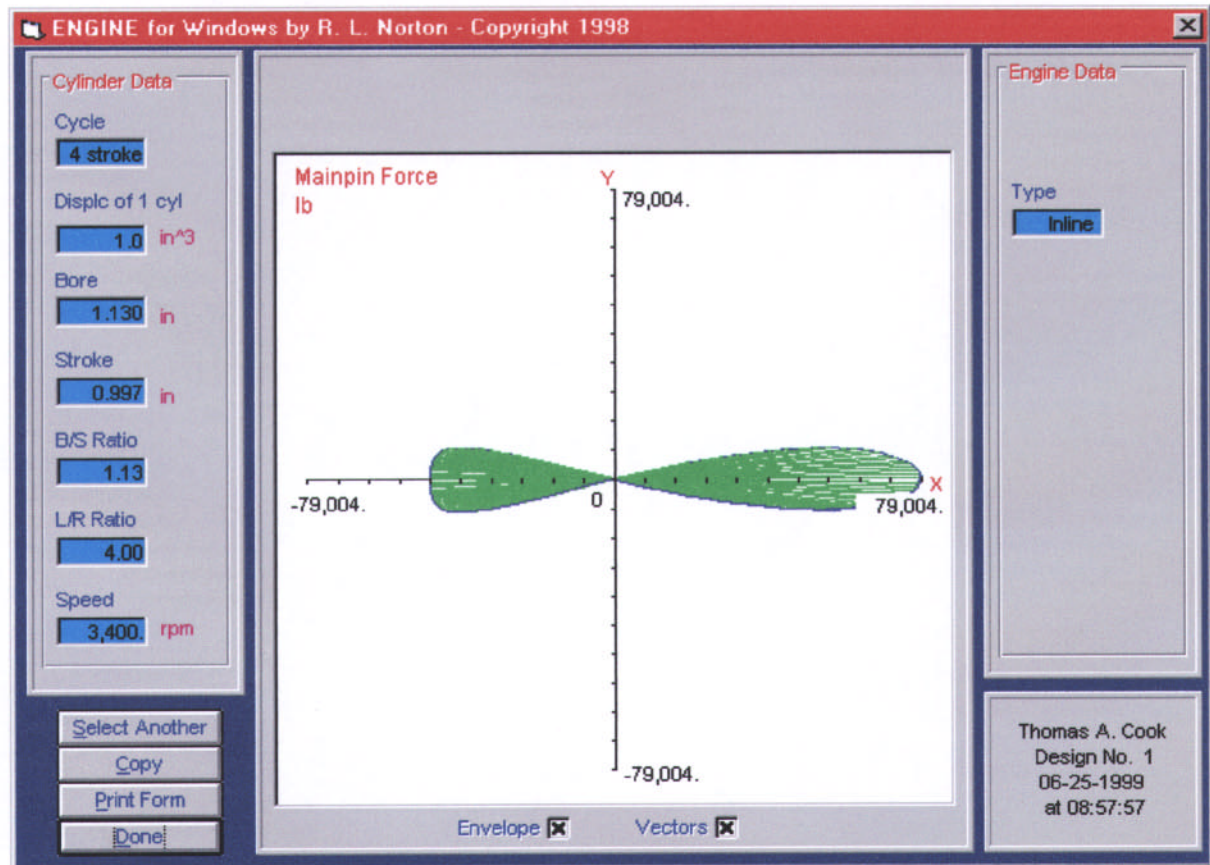 ENGINE for Windows by R. L. Norton - Copyright 1998
Cylinder Data
Cycle
4 stroke
Displc of 1 cyl
1.0 in^3
Bore
1.130 in
Stroke
0.997 in
B/S Ratio
1.13
L/R Ratio
4.00
Speed
3,400. rpm
Select Another
Copy
Print Form
Done
Mainpin Force
lb
Y
79,004.
X
-79,004.
0
79,004.
-79,004.
Envelope
Vectors
Engine Data
Type
Inline
Thomas A. Cook
Design No. 1
06-25-1999
at 08:57:57